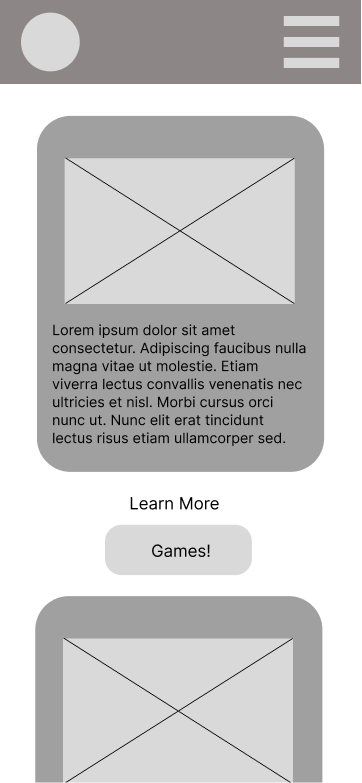 Lorem ipsum dolor sit amet
consectetur. Adipiscing faucibus nulla
magna vitae ut molestie. Etiam
viverra lectus convallis venenatis nec
ultricies et nisl. Morbi cursus orci
nunc ut. Nunc elit erat tincidunt
lectus risus etiam ullamcorper sed.
Learn More
Games!